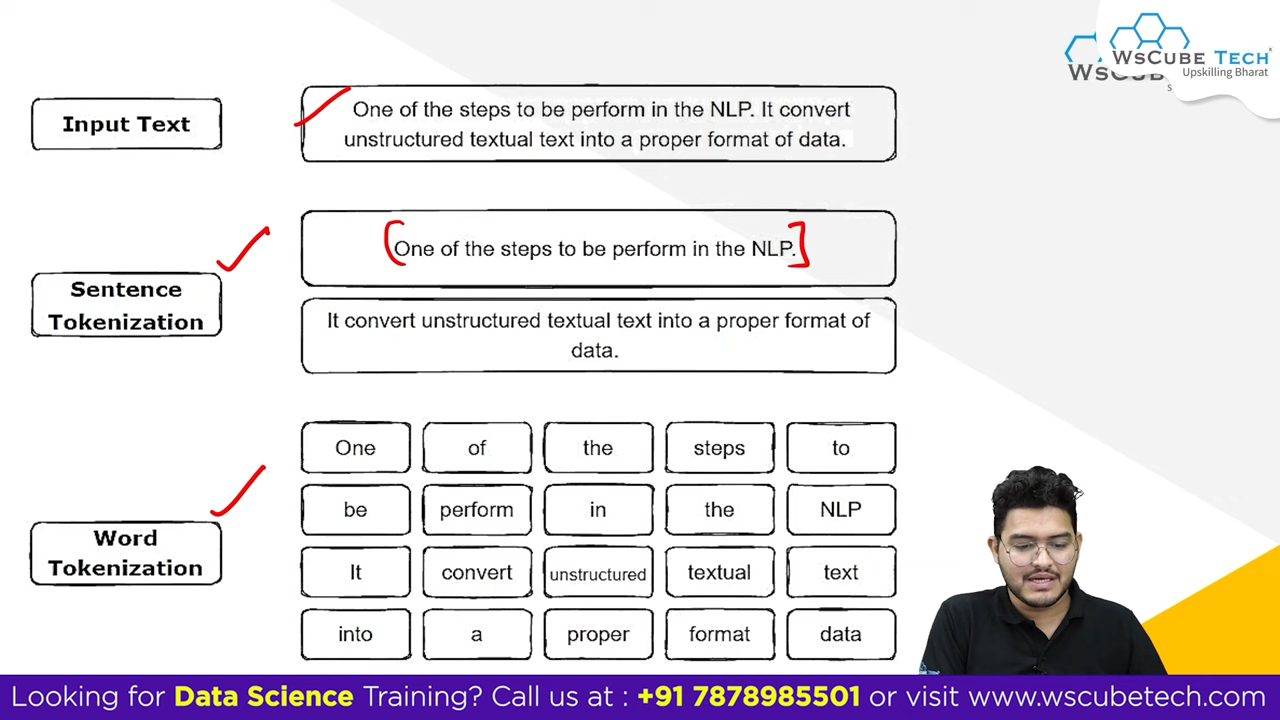 WsCube Tech
Upskilling Bharat
Input Text
One of the steps to be perform in the NLP. It convert
unstructured textual text into a proper format of data.
Sentence
Tokenization
One of the steps to be perform in the NLP.
It convert unstructured textual text into a proper format of
data.
Word
Tokenization
One of the steps to
be perform in the NLP
It convert unstructured textual text
into a proper format data
Looking for Data Science Training? Call us at : +91 7878985501 or visit www.wscubetech.com